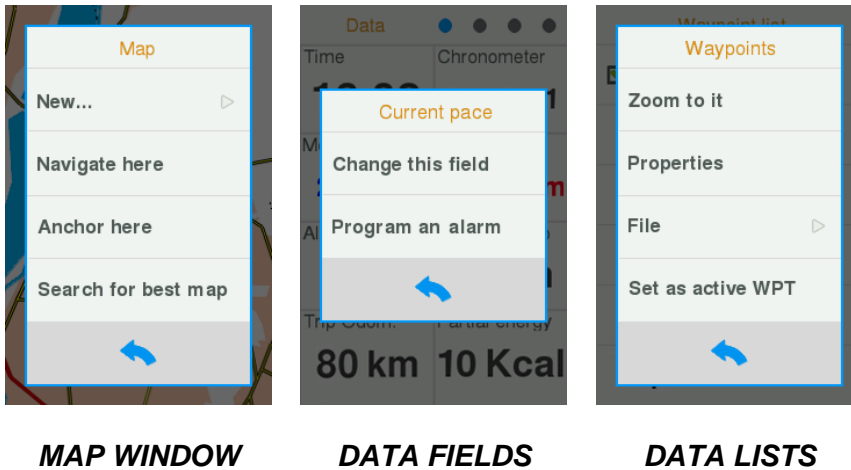 Map
New...
Navigate here
Anchor here
Search for best map
MAP WINDOW
Data
Time
Chronometer
Current pace
Change this field
Program an alarm
Trip Odom.
Partial energy
80 km
10 Kcal
DATA FIELDS
Waypoint list
Waypoints
Zoom to it
Properties
File
Set as active WPT
DATA LISTS